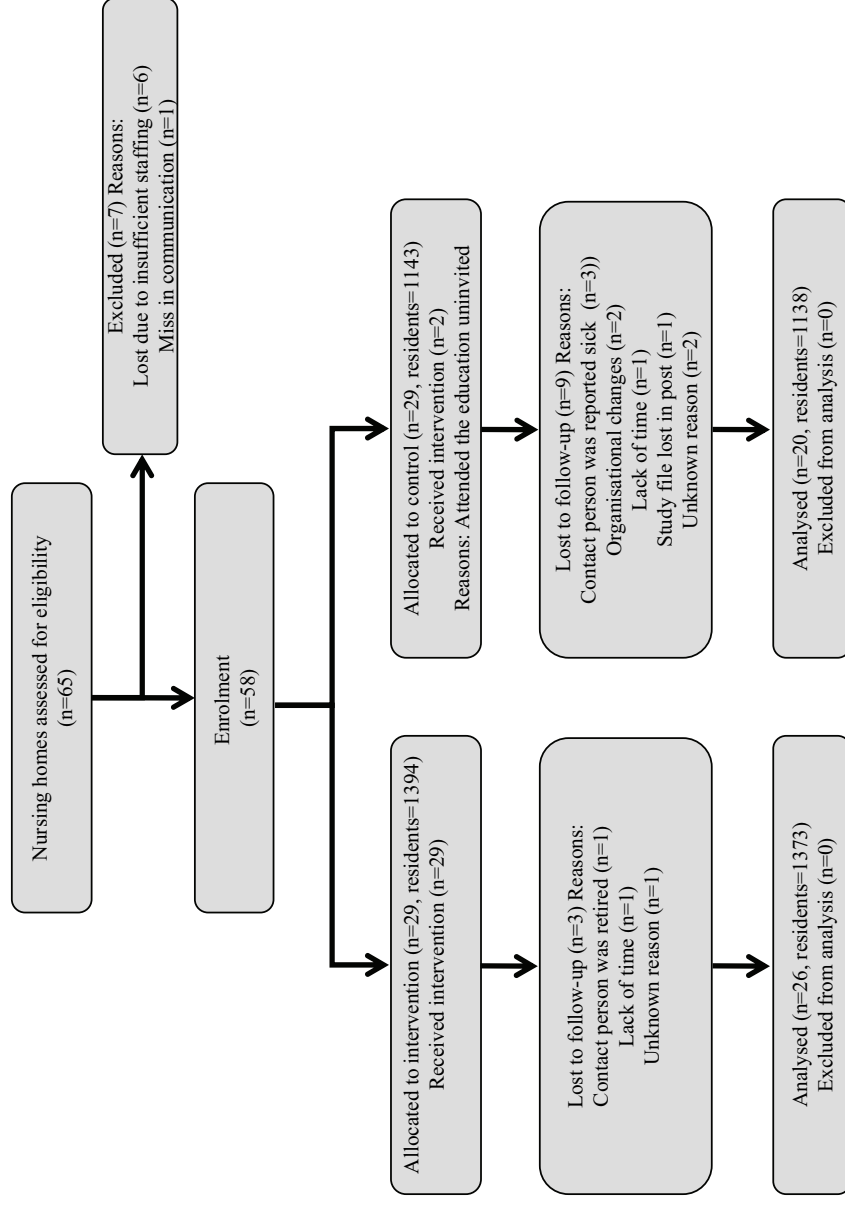 Nursing homes assessed for eligibility
(n=65)
Excluded (n=7) Reasons:
Lost due to insufficient staffing (n=6)
Miss in communication (n=1)
Enrolment
(n=58)
Allocated to intervention (n=29, residents=1394)
Received intervention (n=29)
Allocated to control (n=29, residents=1143)
Received intervention (n=2)
Reasons: Attended the education uninvited
Lost to follow-up (n=3) Reasons:
Contact person was retired (n=1)
Lack of time (n=1)
Unknown reason (n=1)
Lost to follow-up (n=9) Reasons:
Contact person was reported sick (n=3))
Organisational changes (n=2)
Lack of time (n=1)
Study file lost in post (n=1)
Unknown reason (n=2)
Analysed (n=26, residents=1373)
Excluded from analysis (n=0)
Analysed (n=20, residents=1138)
Excluded from analysis (n=0)